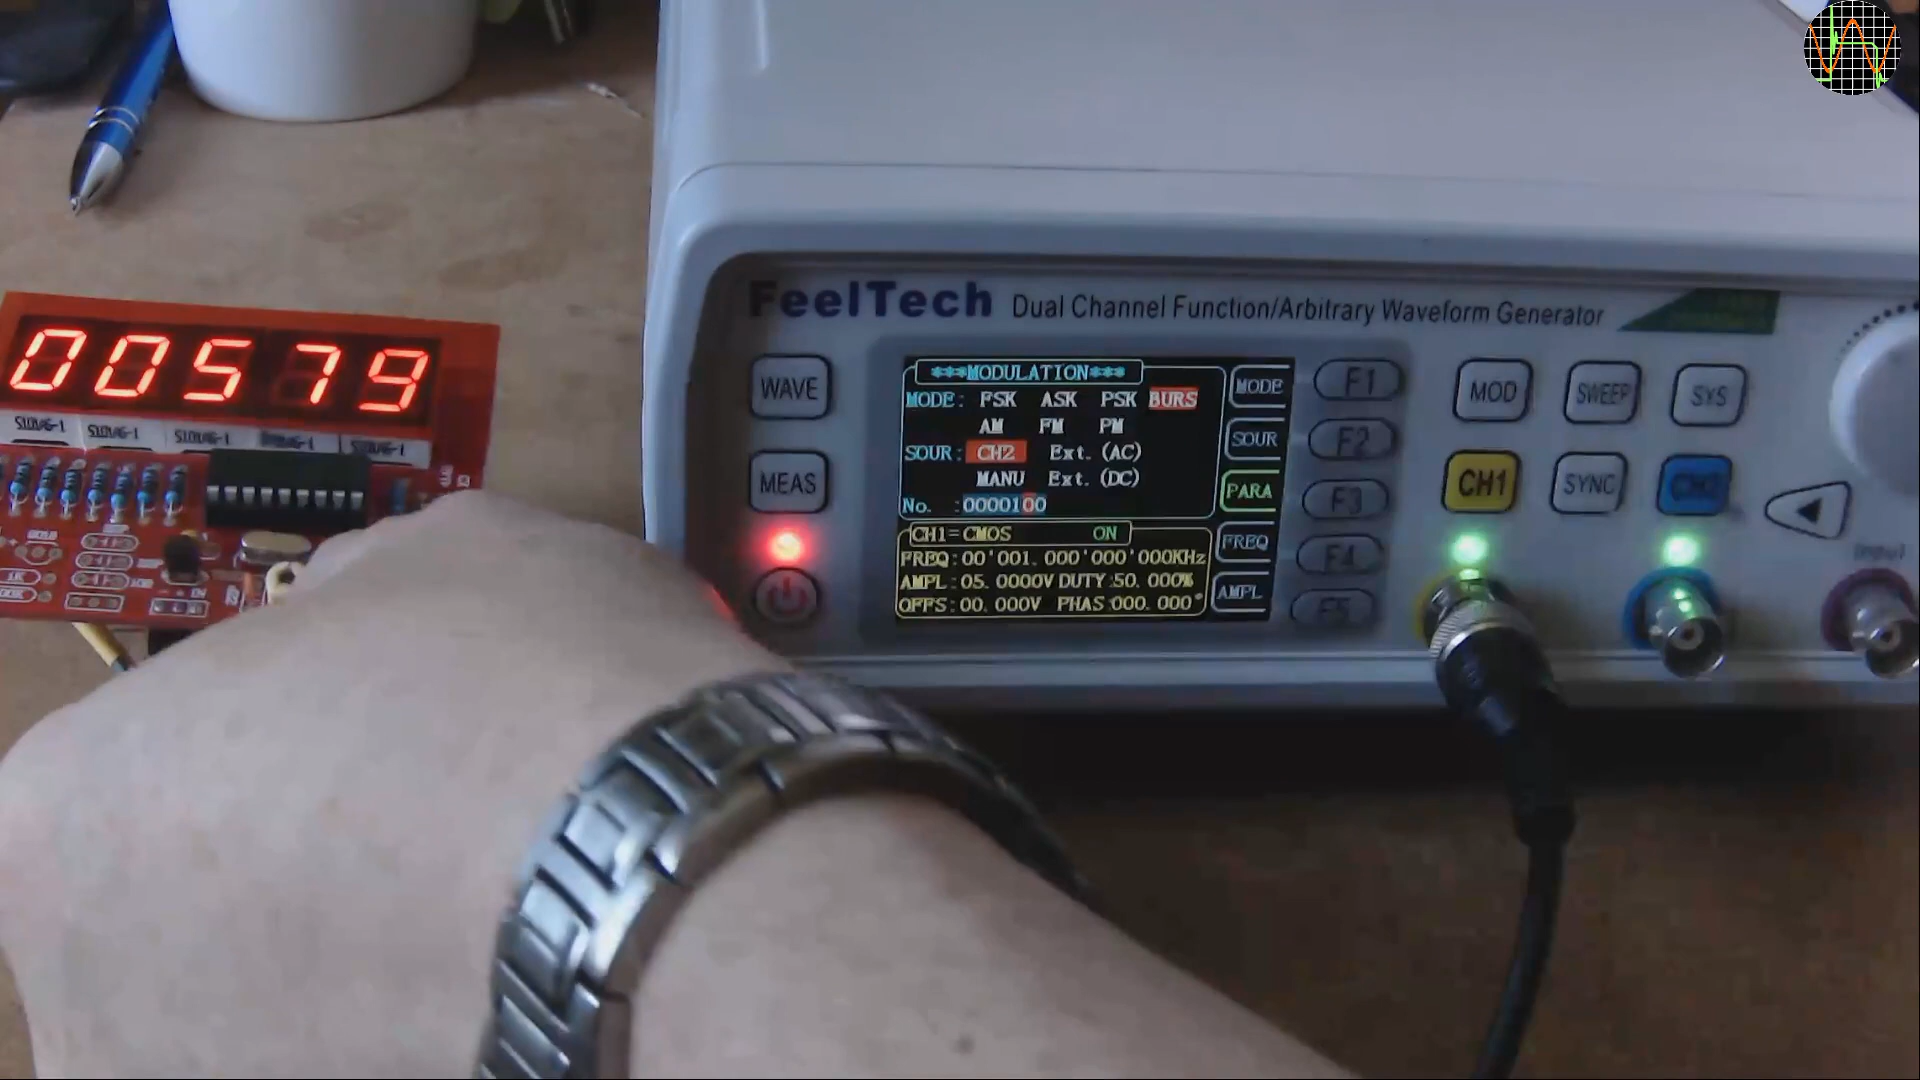 00579
FeelTech Dual Channel Function/Arbitrary Waveform Generator
WAVE
MEAS
***MODULATION***
MODE: FSK ASK PSK BURS
AM FM PM
SOUR: CH2 Ext. (AC)
MANU Ext. (DC)
No. :0000100
CH1=CMOS ON
FREQ:00'001.000'000'000KHz
AMPL:05.0000V DUTY:50.000%
OFFS:00.000V PHAS:000.000°
MODE
SOUR
PARA
FREQ
AMPL
F1
F2
F3
F4
F5
MOD
SWEEP
SYS
CH1
SYNC
CH2